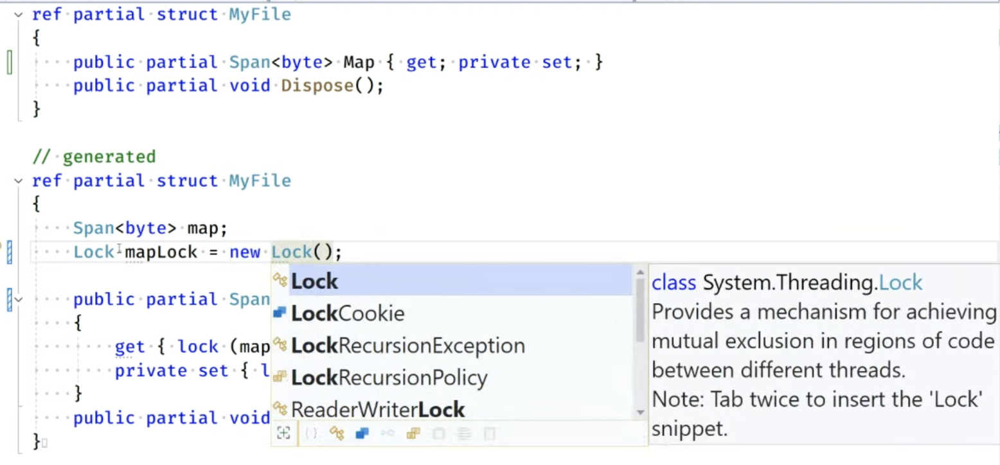 ref partial struct MyFile
{
public partial Span<byte> Map { get; private set; }
public partial void Dispose();
}
// generated
ref partial struct MyFile
{
Span<byte> map;
Lock mapLock = new Lock();
public partial Span
{
get { lock (map
private set { l
}
public partial void
}
Lock
LockCookie
LockRecursionException
LockRecursionPolicy
ReaderWriterLock
class System.Threading.Lock
Provides a mechanism for achieving
mutual exclusion in regions of code
between different threads.
Note: Tab twice to insert the 'Lock'
snippet.